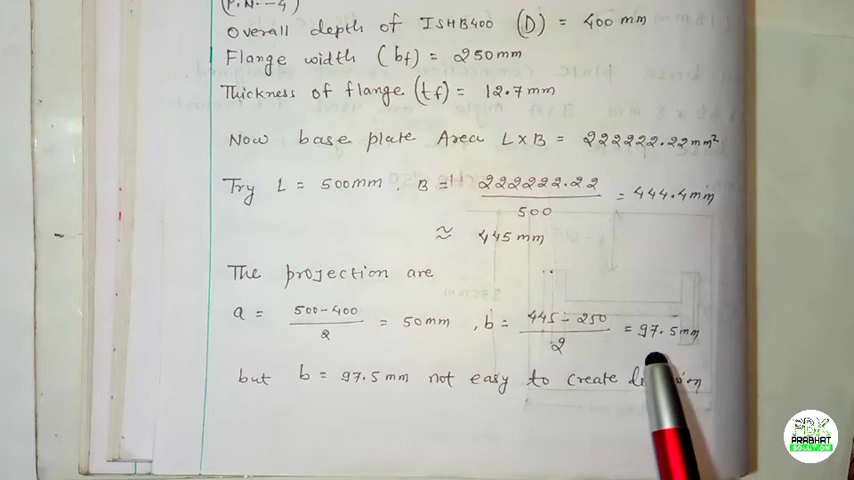 (P.N.-4)
Overall depth of ISHB400 (D) = 400 mm
Flange width (bf) = 250mm
Thickness of flange (tf) = 12.7mm
Now base plate Area L×B = 222222.22mm²
Try L = 500mm, B = 222222.22/500 = 444.4mm
≈ 445 mm
The projection are
a = 500-400/2 = 50mm, b = 445-250/2 = 97.5mm
but b = 97.5mm not easy to create
PRABHAT
SOLUTION